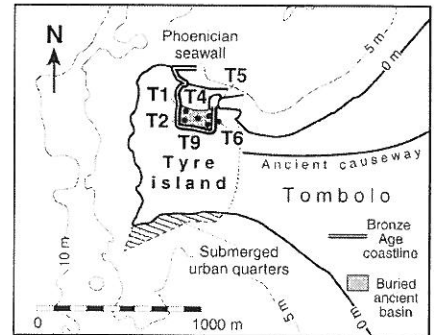 N
Phoenician
seawall
5 m
0 m
T5
T1
T4
T2
T6
T9
Tyre
island
Ancient causeway
Tombolo
Bronze
Age
coastline
Submerged
urban quarters
Buried
ancient
basin
10 m
5 m
0 m
0
1000 m